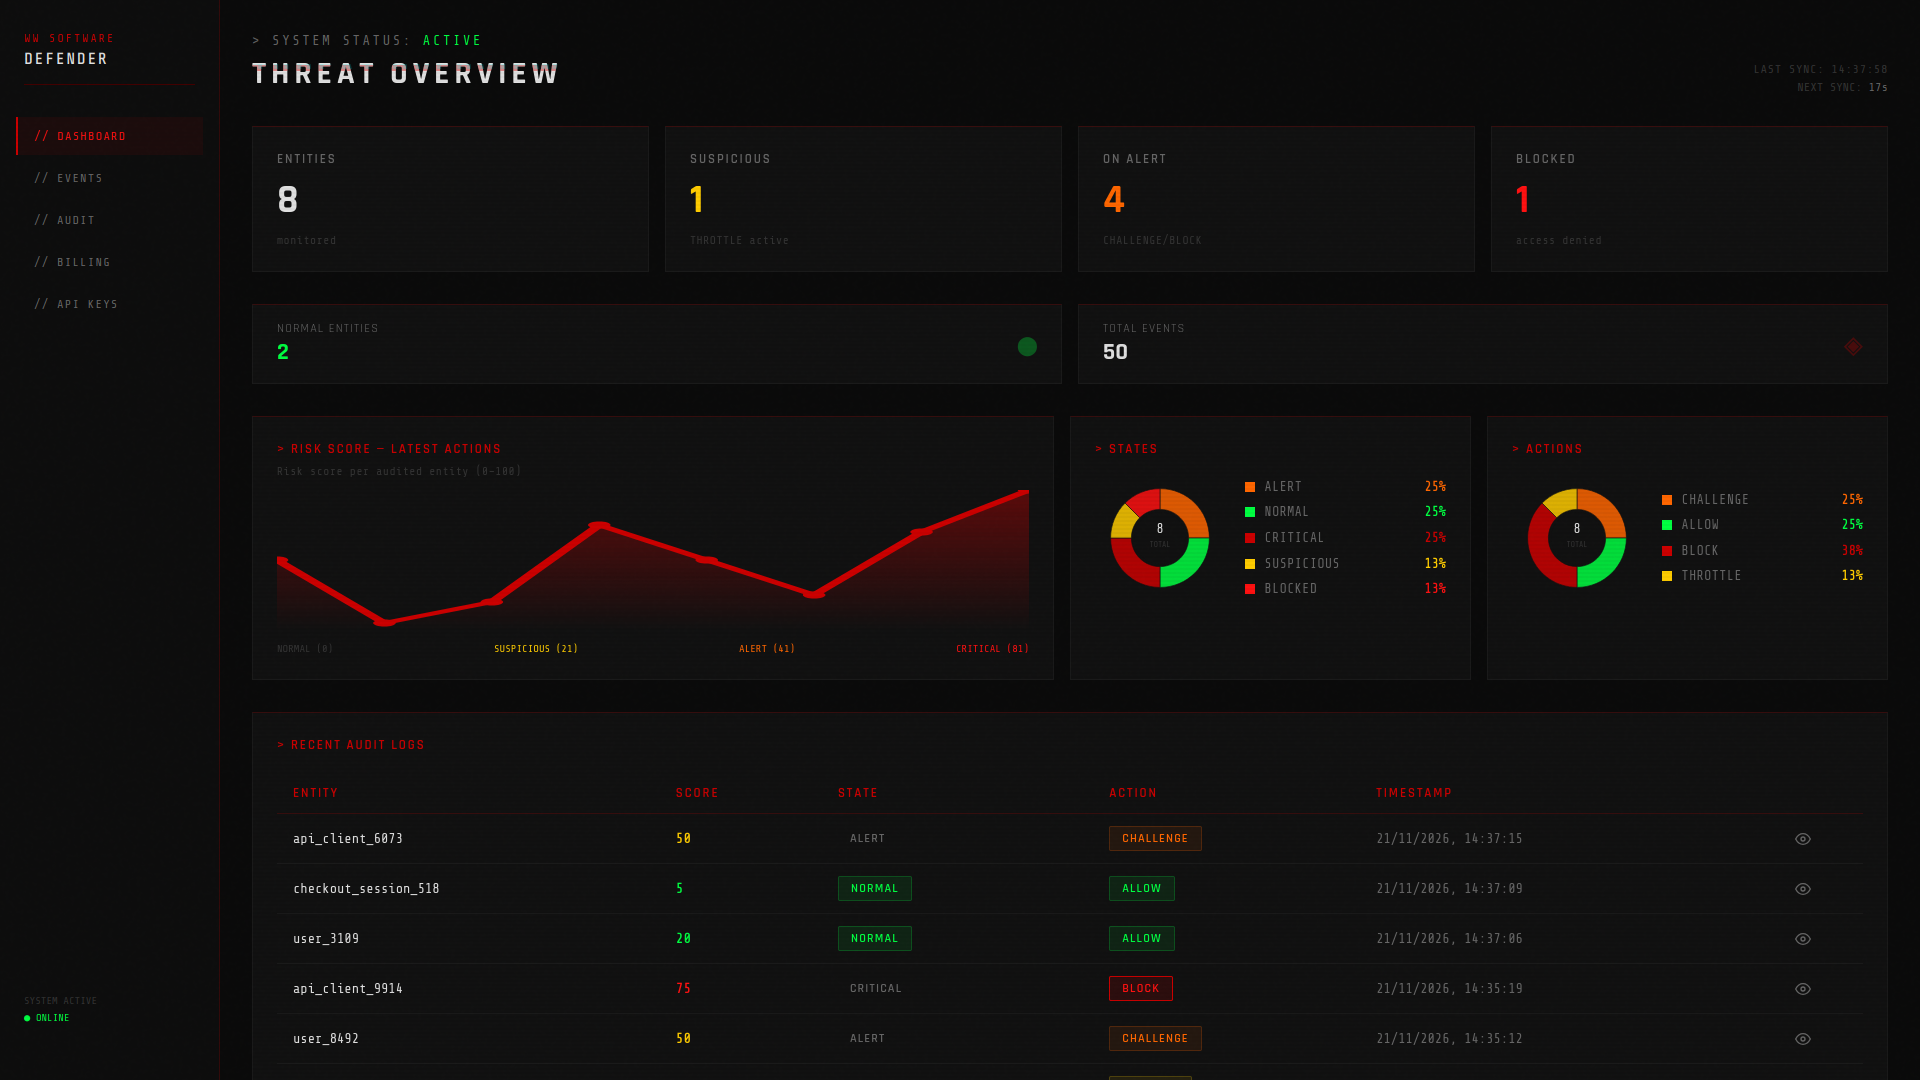 WW SOFTWARE
DEFENDER
// DASHBOARD
// EVENTS
// AUDIT
// BILLING
// API KEYS
SYSTEM ACTIVE
ONLINE
> SYSTEM STATUS: ACTIVE
THREAT OVERVIEW
LAST SYNC: 14:37:58
NEXT SYNC: 17s
ENTITIES
8
monitored
SUSPICIOUS
1
THROTTLE active
ON ALERT
4
CHALLENGE/BLOCK
BLOCKED
1
access denied
NORMAL ENTITIES
2
TOTAL EVENTS
50
> RISK SCORE — LATEST ACTIONS
Risk score per audited entity (0-100)
NORMAL (0) SUSPICIOUS (21) ALERT (41) CRITICAL (81)
> STATES
8
TOTAL
ALERT 25%
NORMAL 25%
CRITICAL 25%
SUSPICIOUS 13%
BLOCKED 13%
> ACTIONS
8
TOTAL
CHALLENGE 25%
ALLOW 25%
BLOCK 38%
THROTTLE 13%
> RECENT AUDIT LOGS
ENTITY SCORE STATE ACTION TIMESTAMP
api_client_6073 50 ALERT CHALLENGE 21/11/2026, 14:37:15
checkout_session_518 5 NORMAL ALLOW 21/11/2026, 14:37:09
user_3109 20 NORMAL ALLOW 21/11/2026, 14:37:06
api_client_9914 75 CRITICAL BLOCK 21/11/2026, 14:35:19
user_8492 50 ALERT CHALLENGE 21/11/2026, 14:35:12